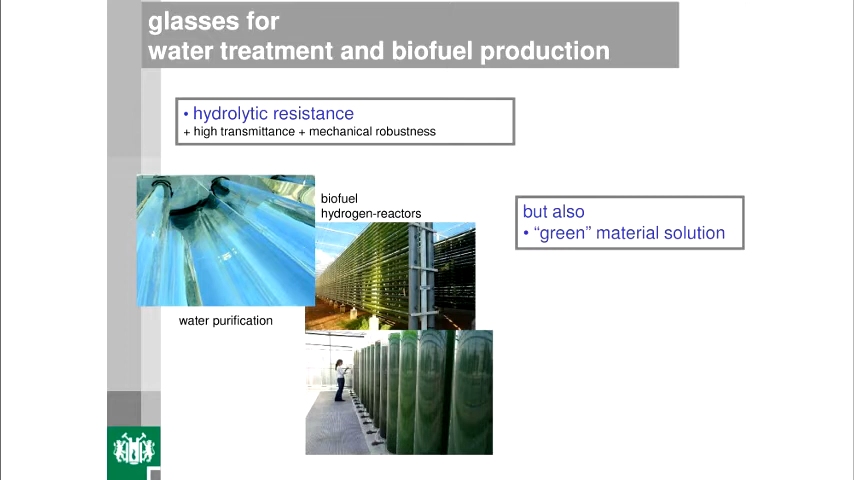 glasses for
water treatment and biofuel production
• hydrolytic resistance
+ high transmittance + mechanical robustness
biofuel
hydrogen-reactors
but also
• “green” material solution
water purification